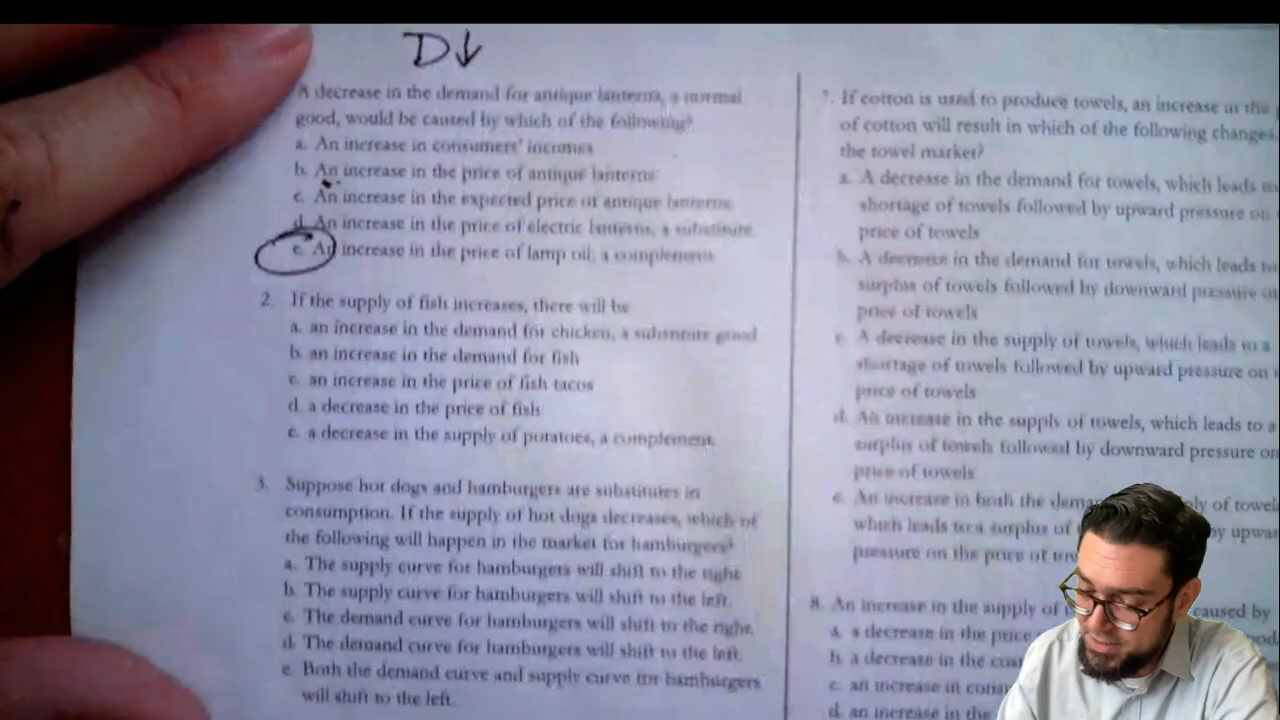 D↓
A decrease in the demand for antique lanterns, a normal
good, would be caused by which of the following?
a. An increase in consumers' incomes
b. An increase in the price of antique lanterns
c. An increase in the expected price of antique lanterns
d. An increase in the price of electric lanterns, a substitute
e. An increase in the price of lamp oil, a complement
2. If the supply of fish increases, there will be
a. an increase in the demand for chicken, a substitute good
b. an increase in the demand for fish
c. an increase in the price of fish tacos
d. a decrease in the price of fish
e. a decrease in the supply of potatoes, a complement
3. Suppose hot dogs and hamburgers are substitutes in
consumption. If the supply of hot dogs decreases, which of
the following will happen in the market for hamburgers?
a. The supply curve for hamburgers will shift to the right.
b. The supply curve for hamburgers will shift to the left.
c. The demand curve for hamburgers will shift to the right.
d. The demand curve for hamburgers will shift to the left.
e. Both the demand curve and supply curve for hamburgers
will shift to the left.
7. If cotton is used to produce towels, an increase in the
of cotton will result in which of the following changes
the towel market?
a. A decrease in the demand for towels, which leads
shortage of towels followed by upward pressure on
price of towels
b. A decrease in the demand for towels, which leads
surplus of towels followed by downward pressure
price of towels
c. A decrease in the supply of towels, which leads to a
shortage of towels followed by upward pressure on
price of towels
d. An increase in the supply of towels, which leads to a
surplus of towels followed by downward pressure on
price of towels
e. An increase in both the
which leads to a surplus of
pressure on the price of
8. An increase in the supply of caused by
a. a decrease in the price
b. a decrease in the
c. an increase in
d. an increase in the